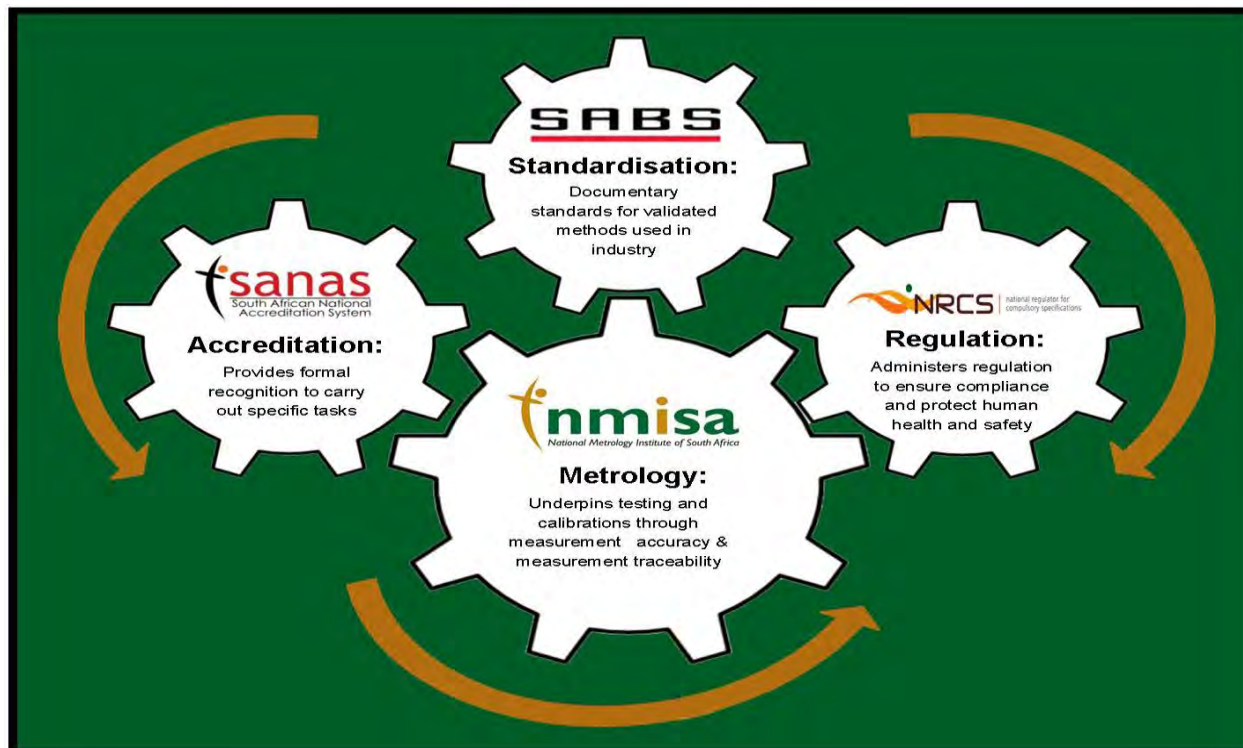 SABS
Standardisation:
Documentary
standards for validated
methods used in
industry
sanas
South African National
Accreditation System
Accreditation:
Provides formal
recognition to carry
out specific tasks
NRCS
national regulator for
compulsory specifications
Regulation:
Administers regulation
to ensure compliance
and protect human
health and safety
nmisa
National Metrology Institute of South Africa
Metrology:
Underpins testing and
calibrations through
measurement accuracy &
measurement traceability